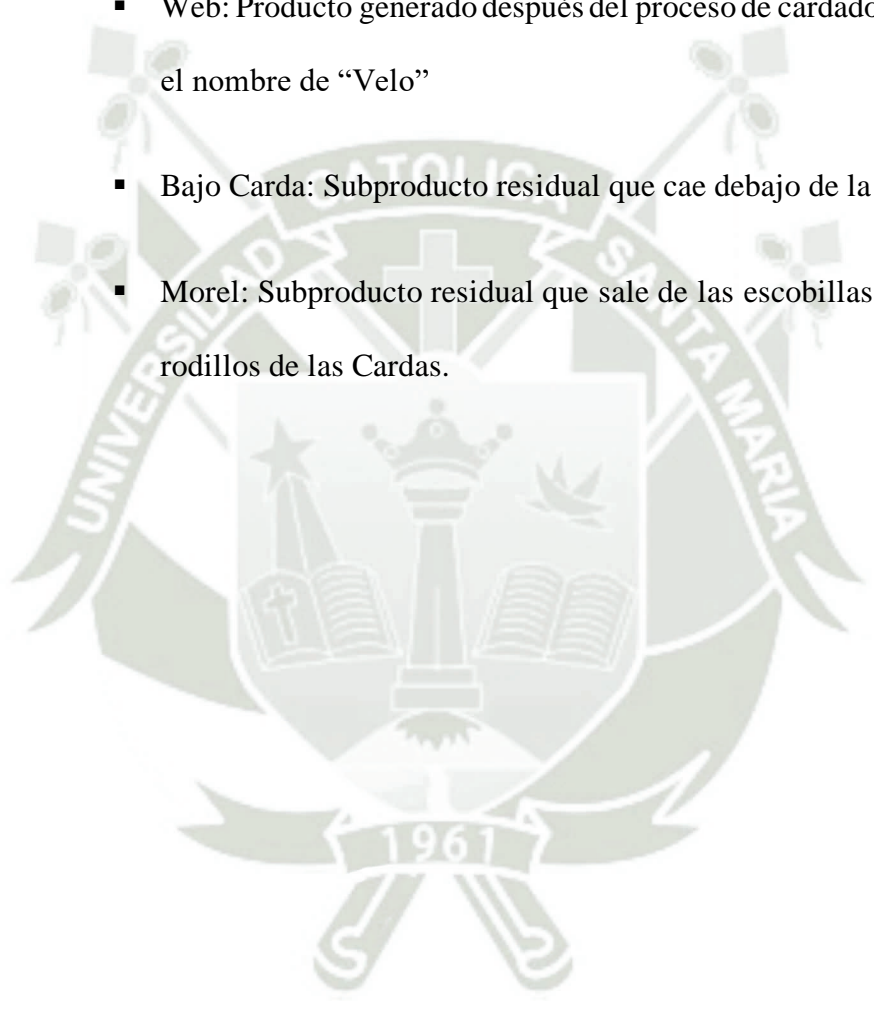 ▪ Web: Producto generado después del proceso de cardado
el nombre de “Velo”
▪ Bajo Carda: Subproducto residual que cae debajo de la
▪ Morel: Subproducto residual que sale de las escobillas
rodillos de las Cardas.
UNIVERSIDAD CATOLICA SANTA MARIA
1961